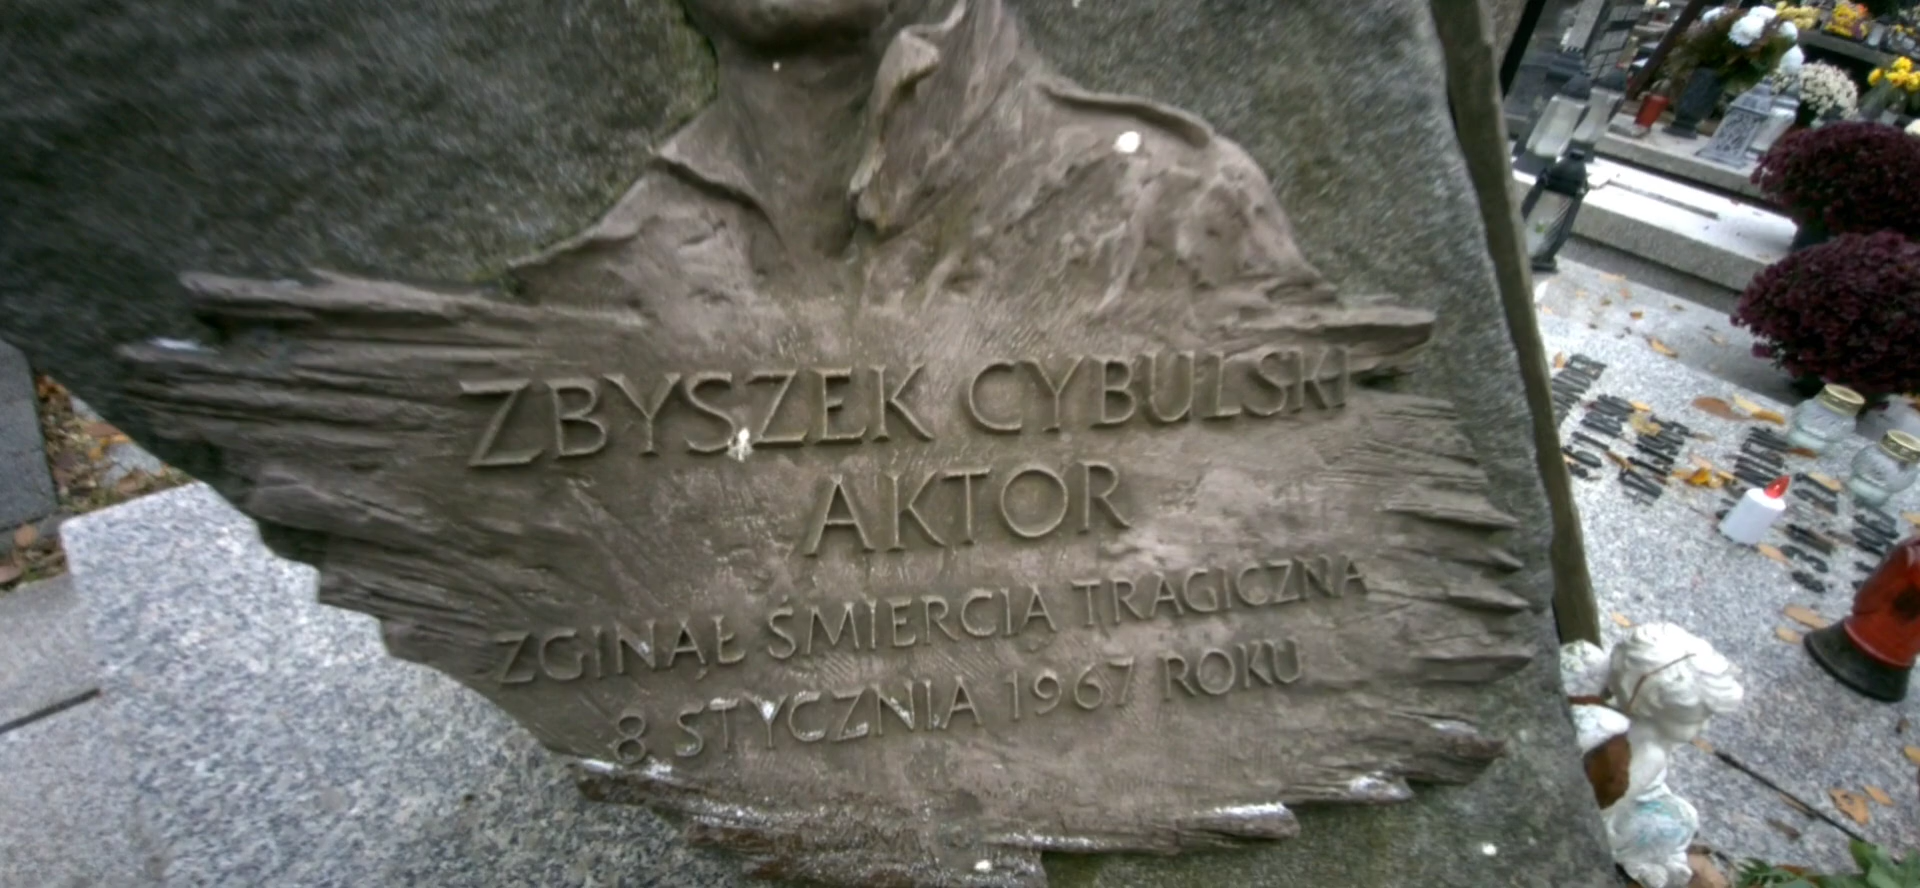 ZBYSZEK CYBULSKI
AKTOR
ZGINĄŁ ŚMIERCIĄ TRAGICZNĄ
8 STYCZNIA 1967 ROKU